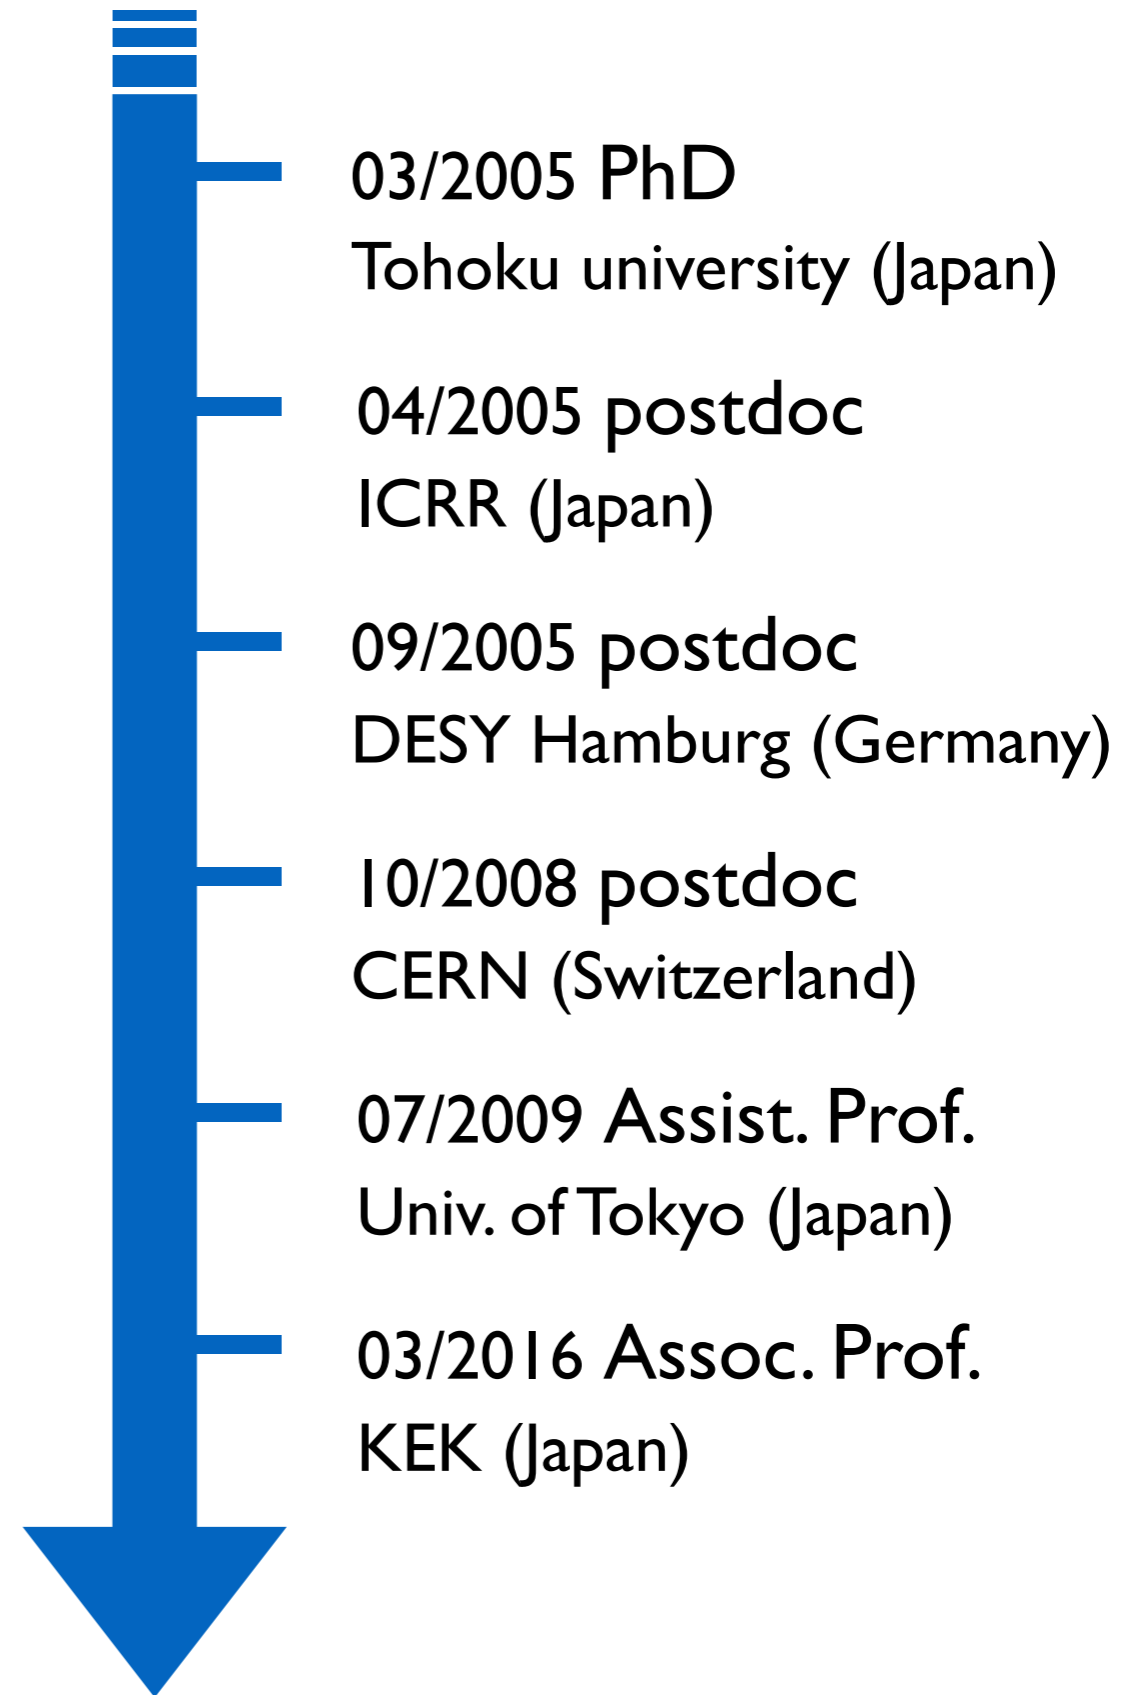 03/2005 PhD
Tohoku university (Japan)
04/2005 postdoc
ICRR (Japan)
09/2005 postdoc
DESY Hamburg (Germany)
10/2008 postdoc
CERN (Switzerland)
07/2009 Assist. Prof.
Univ. of Tokyo (Japan)
03/2016 Assoc. Prof.
KEK (Japan)